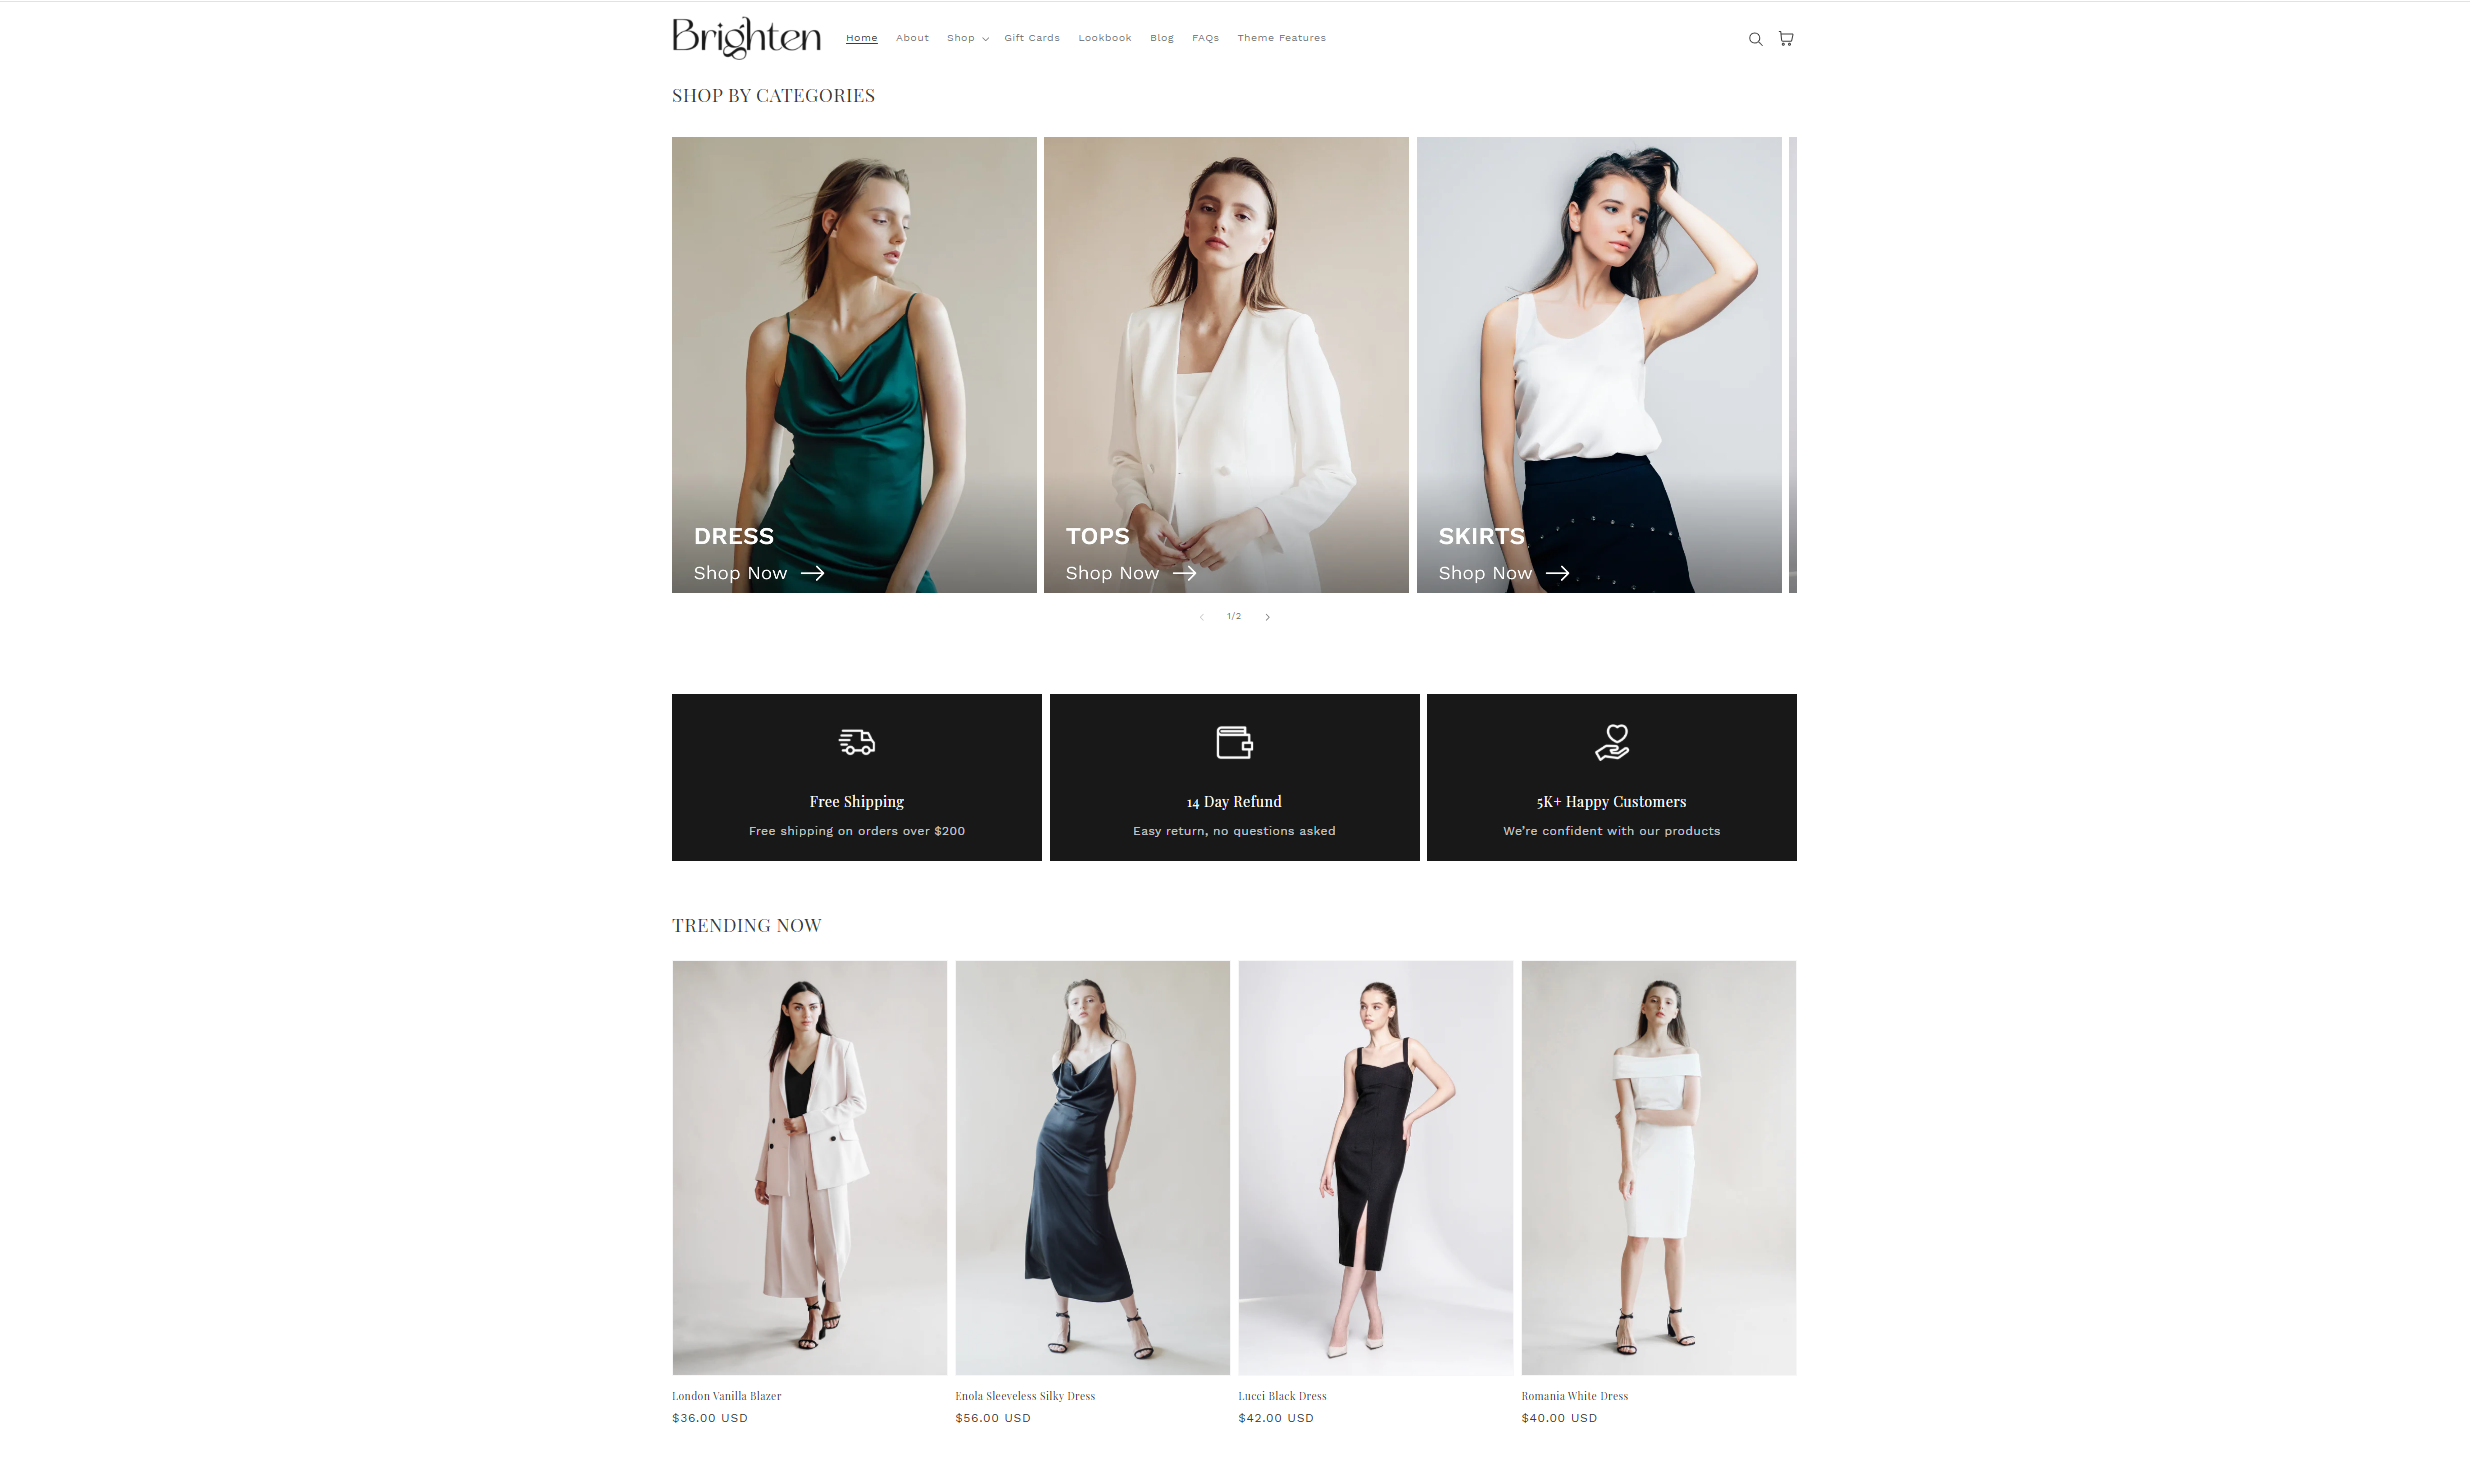 Brighten
Home About Shop Gift Cards Lookbook Blog FAQs Theme Features
SHOP BY CATEGORIES
DRESS
Shop Now
TOPS
Shop Now
SKIRTS
Shop Now
1/2
Free Shipping
Free shipping on orders over $200
14 Day Refund
Easy return, no questions asked
5K+ Happy Customers
We're confident with our products
TRENDING NOW
London Vanilla Blazer
$36.00 USD
Enola Sleeveless Silky Dress
$56.00 USD
Lucci Black Dress
$42.00 USD
Romania White Dress
$40.00 USD